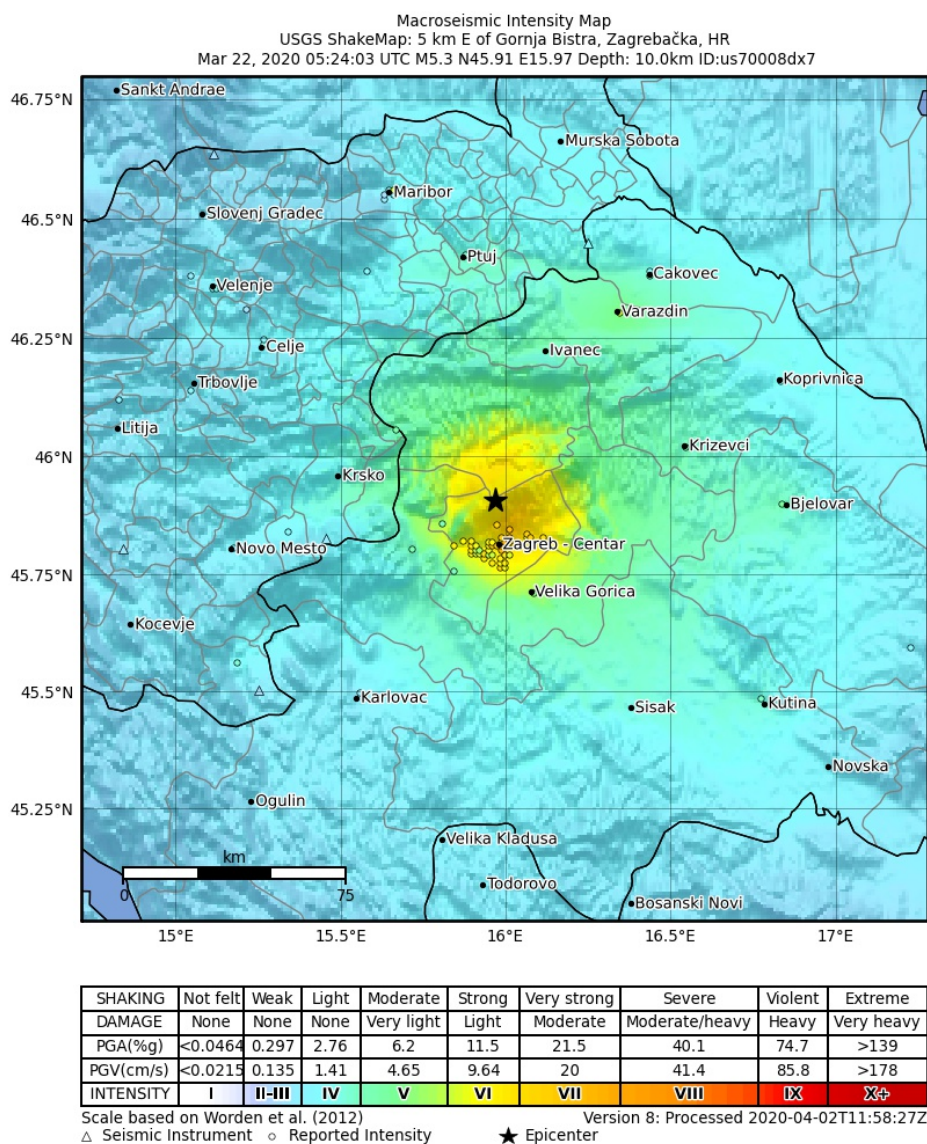 Macroseismic Intensity Map
USGS ShakeMap: 5 km E of Gornja Bistra, Zagrebačka, HR
Mar 22, 2020 05:24:03 UTC M5.3 N45.91 E15.97 Depth: 10.0km ID:us70008dx7
46.75°N
Sankt Andrae
Murska Sobota
Maribor
46.5°N
Slovenj Gradec
Ptuj
Cakovec
Velenje
Varazdin
46.25°N
Celje
Ivanec
Trbovlje
Koprivnica
Litija
46°N
Krizevci
Krsko
Bjelovar
Novo Mesto
Zagreb - Centar
45.75°N
Velika Gorica
Kocevje
45.5°N
Karlovac
Sisak
Kutina
Novska
45.25°N
Ogulin
Velika Kladusa
km
0 75
Todorovo
Bosanski Novi
15°E 15.5°E 16°E 16.5°E 17°E
SHAKING Not felt Weak Light Moderate Strong Very strong Severe Violent Extreme
DAMAGE None None None Very light Light Moderate Moderate/heavy Heavy Very heavy
PGA(%g) <0.0464 0.297 2.76 6.2 11.5 21.5 40.1 74.7 >139
PGV(cm/s) <0.0215 0.135 1.41 4.65 9.64 20 41.4 85.8 >178
INTENSITY I II-III IV V VI VII VIII IX X+
Scale based on Worden et al. (2012) Version 8: Processed 2020-04-02T11:58:27Z
△ Seismic Instrument ○ Reported Intensity ★ Epicenter